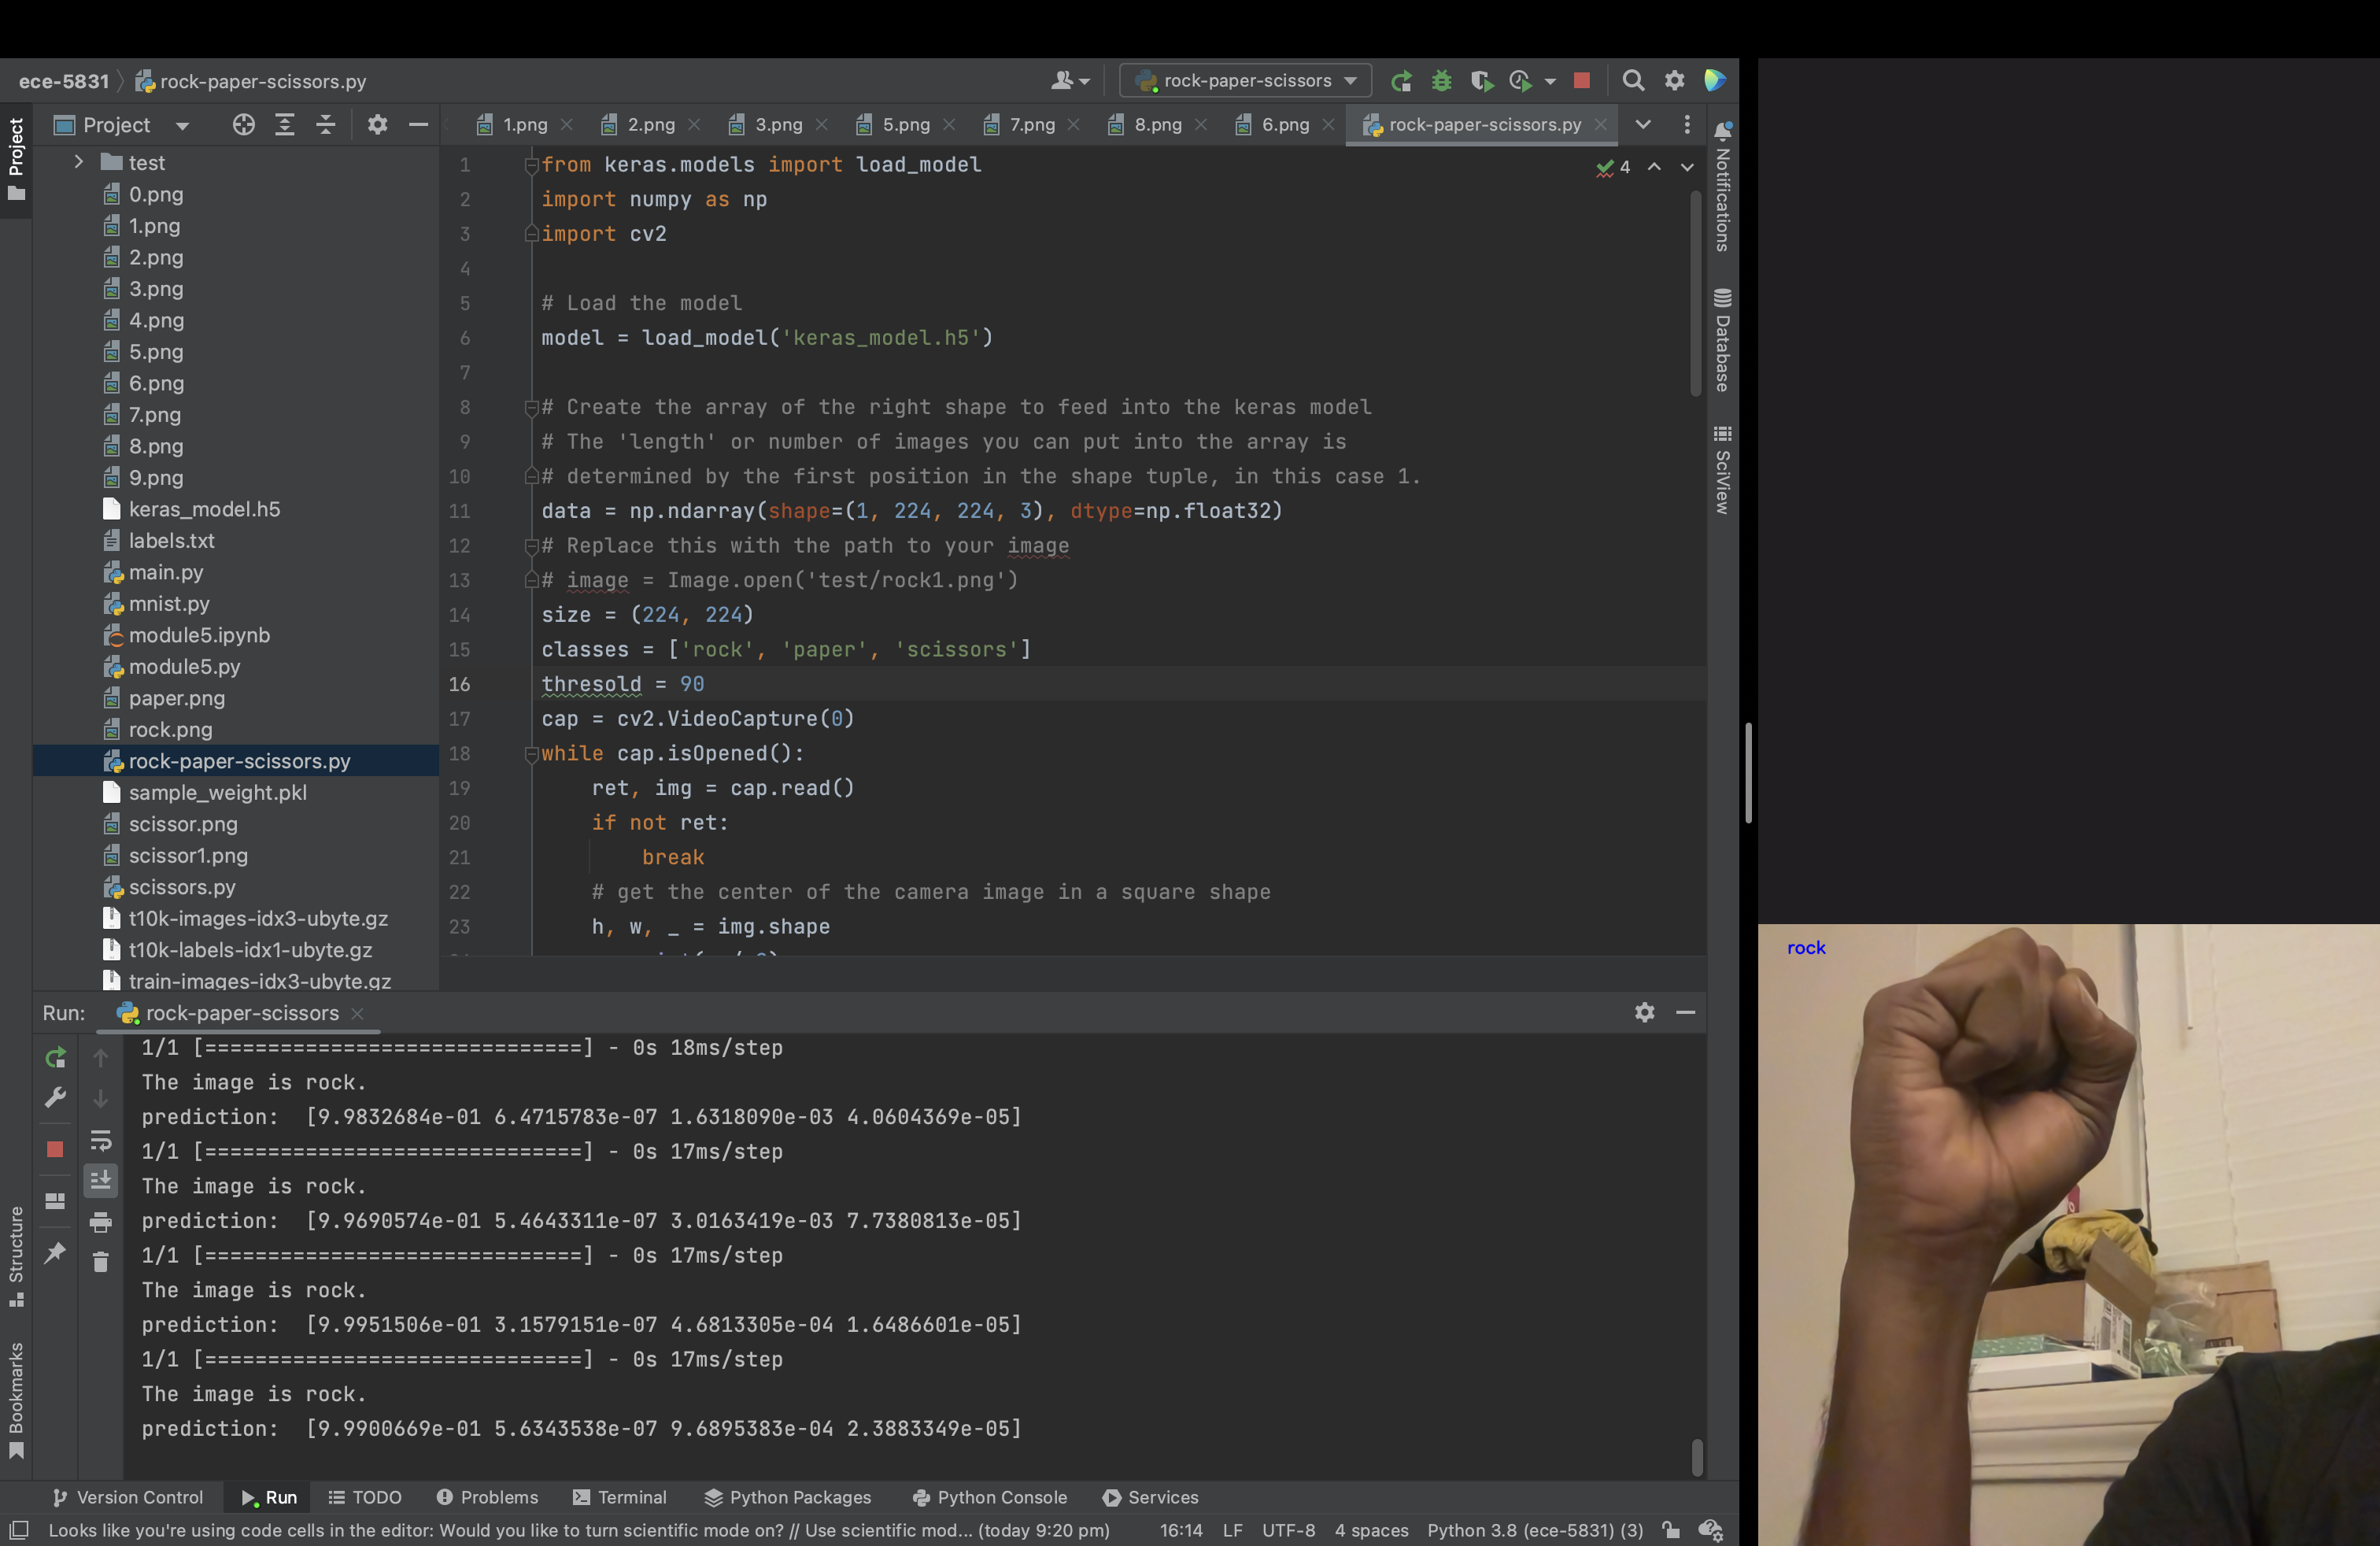 ece-5831 rock-paper-scissors.py
rock-paper-scissors
Project
Project
1.png
2.png
3.png
5.png
7.png
8.png
6.png
rock-paper-scissors.py
test
0.png
1.png
2.png
3.png
4.png
5.png
6.png
7.png
8.png
9.png
keras_model.h5
labels.txt
main.py
mnist.py
module5.ipynb
module5.py
paper.png
rock.png
rock-paper-scissors.py
sample_weight.pkl
scissor.png
scissor1.png
scissors.py
t10k-images-idx3-ubyte.gz
t10k-labels-idx1-ubyte.gz
train-images-idx3-ubyte.gz
1 from keras.models import load_model
2 import numpy as np
3 import cv2
4
5 # Load the model
6 model = load_model('keras_model.h5')
7
8 # Create the array of the right shape to feed into the keras model
9 # The 'length' or number of images you can put into the array is
10 # determined by the first position in the shape tuple, in this case 1.
11 data = np.ndarray(shape=(1, 224, 224, 3), dtype=np.float32)
12 # Replace this with the path to your image
13 # image = Image.open('test/rock1.png')
14 size = (224, 224)
15 classes = ['rock', 'paper', 'scissors']
16 thresold = 90
17 cap = cv2.VideoCapture(0)
18 while cap.isOpened():
19 ret, img = cap.read()
20 if not ret:
21 break
22 # get the center of the camera image in a square shape
23 h, w, _ = img.shape
4
Notifications
Database
SciView
rock
Run: rock-paper-scissors
1/1 [==============================] - 0s 18ms/step
The image is rock.
prediction: [9.9832684e-01 6.4715783e-07 1.6318090e-03 4.0604369e-05]
1/1 [==============================] - 0s 17ms/step
The image is rock.
prediction: [9.9690574e-01 5.4643311e-07 3.0163419e-03 7.7380813e-05]
1/1 [==============================] - 0s 17ms/step
The image is rock.
prediction: [9.9951506e-01 3.1579151e-07 4.6813305e-04 1.6486601e-05]
1/1 [==============================] - 0s 17ms/step
The image is rock.
prediction: [9.9900669e-01 5.6343538e-07 9.6895383e-04 2.3883349e-05]
Structure
Bookmarks
Version Control Run TODO Problems Terminal Python Packages Python Console Services
Looks like you're using code cells in the editor: Would you like to turn scientific mode on? // Use scientific mod... (today 9:20 pm) 16:14 LF UTF-8 4 spaces Python 3.8 (ece-5831) (3)